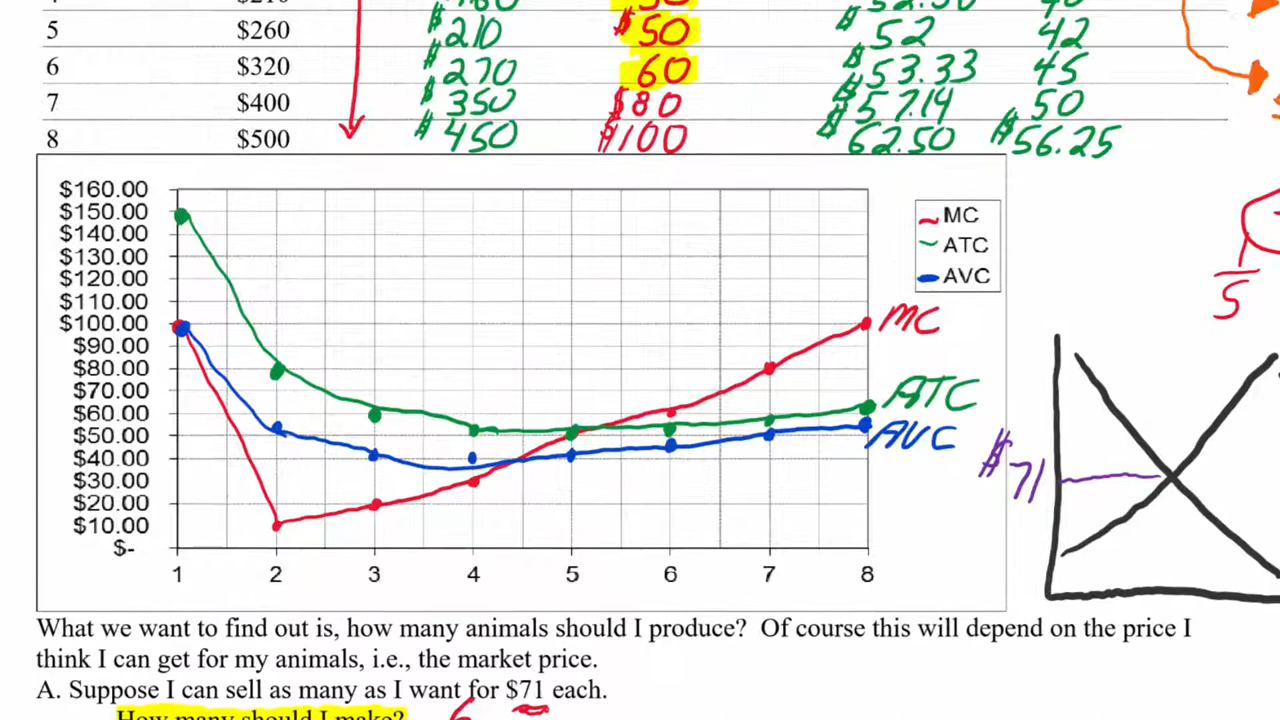 5 $260 $210 $50 $52 42
6 $320 $270 60 $53.33 45
7 $400 $350 $80 $57.14 50
8 $500 $450 $100 $62.50 $56.25
$160.00
$150.00
$140.00
$130.00
$120.00
$110.00
$100.00
$90.00
$80.00
$70.00
$60.00
$50.00
$40.00
$30.00
$20.00
$10.00
$-
1 2 3 4 5 6 7 8
MC
ATC
AVC
MC
ATC
AVC
$71
5
What we want to find out is, how many animals should I produce? Of course this will depend on the price I
think I can get for my animals, i.e., the market price.
A. Suppose I can sell as many as I want for $71 each.
How many should I make? 6